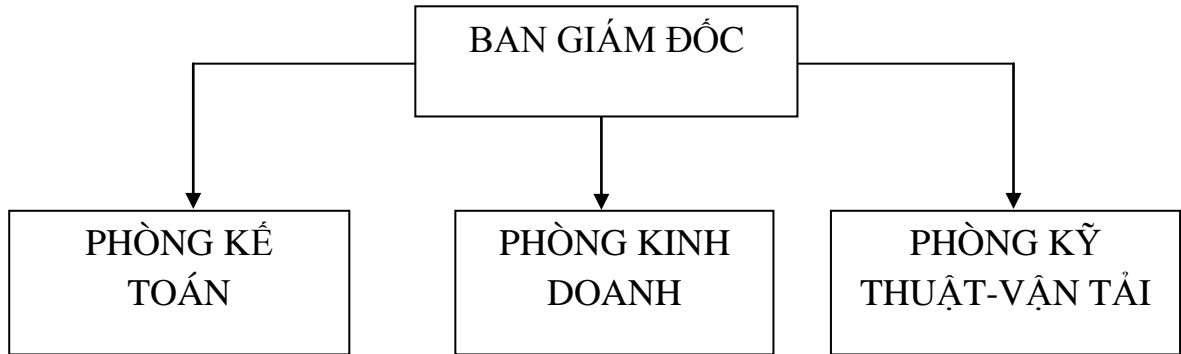 BAN GIÁM ĐỐC
PHÒNG KẾ
TOÁN
PHÒNG KINH
DOANH
PHÒNG KỸ
THUẬT-VẬN TẢI